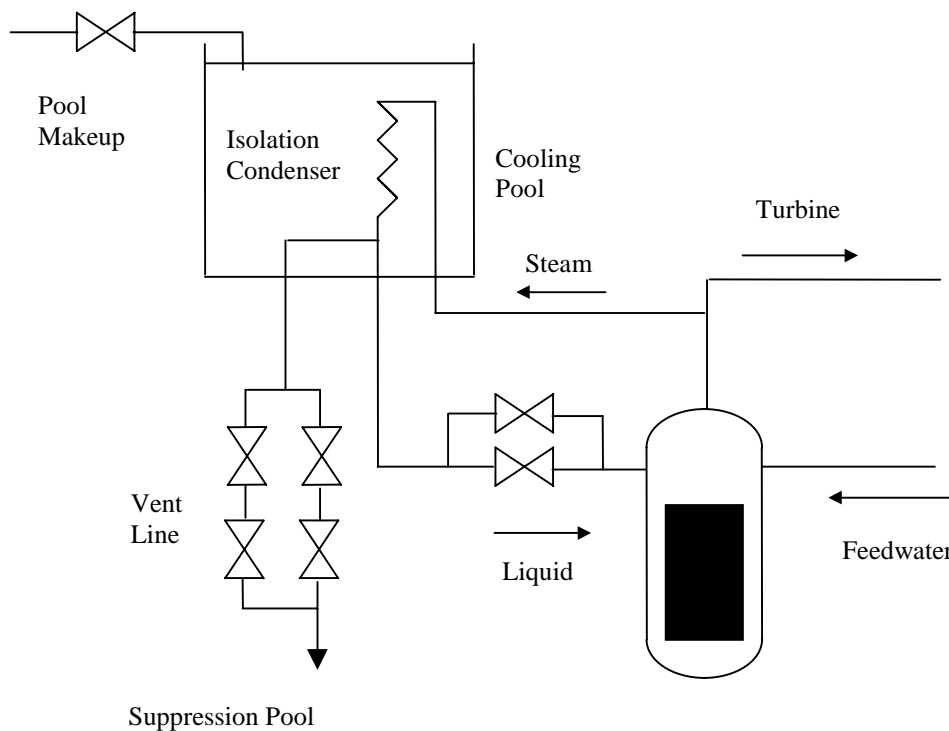 Pool
Makeup
Isolation
Condenser
Cooling
Pool
Turbine
Steam
Vent
Line
Liquid
Feedwater
Suppression Pool